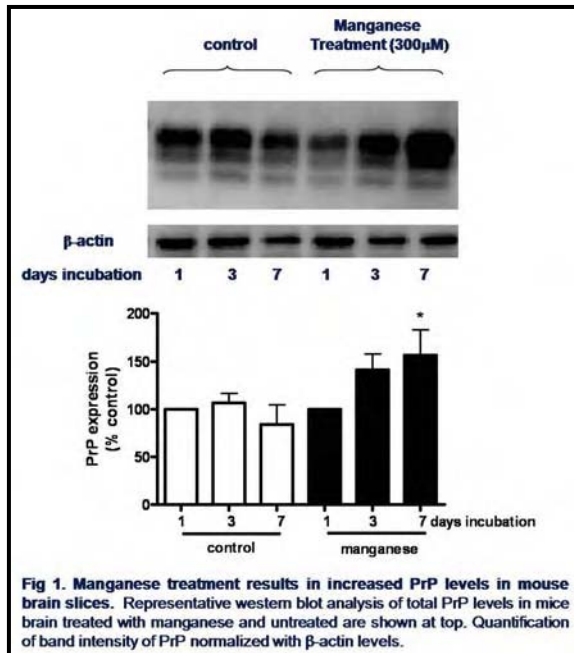 control
Manganese
Treatment (300µM)
β-actin
days incubation 1 3 7 1 3 7
200
150
100
50
0
PrP expression
(% control)
*
1 3 7 1 3 7 days incubation
control manganese
Fig 1. Manganese treatment results in increased PrP levels in mouse
brain slices. Representative western blot analysis of total PrP levels in mice
brain treated with manganese and untreated are shown at top. Quantification
of band intensity of PrP normalized with β-actin levels.